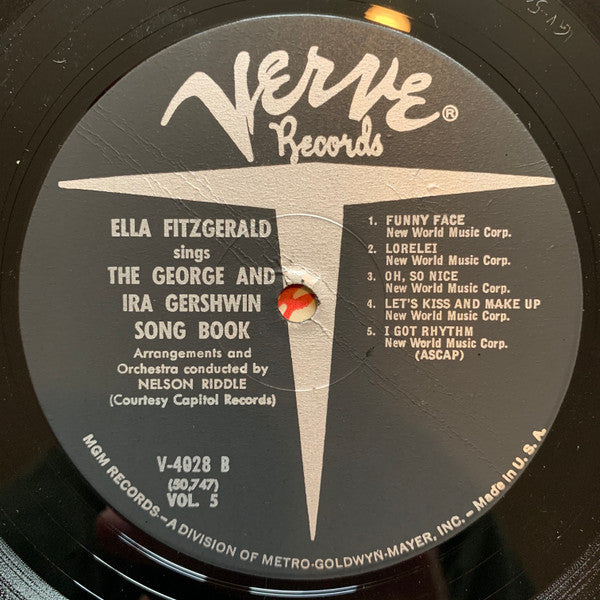 Verve®
Records
ELLA FITZGERALD
sings
THE GEORGE AND
IRA GERSHWIN
SONG BOOK
Arrangements and
Orchestra conducted by
NELSON RIDDLE
(Courtesy Capitol Records)
1. FUNNY FACE
New World Music Corp.
2. LORELEI
New World Music Corp.
3. OH, SO NICE
New World Music Corp.
4. LET'S KISS AND MAKE UP
New World Music Corp.
5. I GOT RHYTHM
New World Music Corp.
(ASCAP)
V-4028 B
(50,747)
VOL. 5
MGM RECORDS—A DIVISION OF METRO-GOLDWYN-MAYER, INC.—Made in U.S.A.